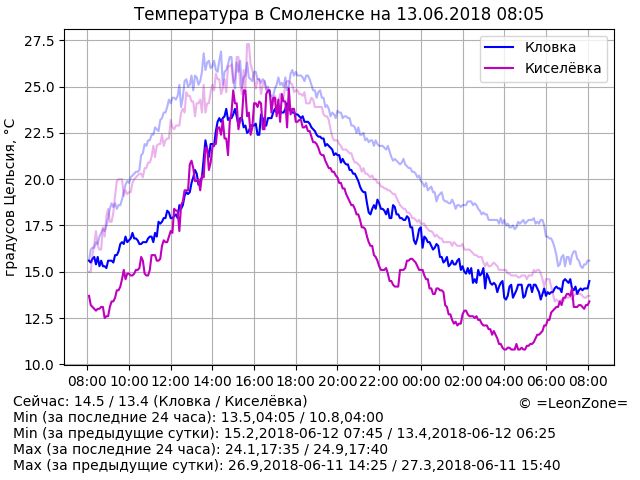 Температура в Смоленске на 13.06.2018 08:05
27.5
25.0
22.5
20.0
17.5
15.0
12.5
10.0
градусов Цельсия, °C
Кловка
Киселёвка
08:00 10:00 12:00 14:00 16:00 18:00 20:00 22:00 00:00 02:00 04:00 06:00 08:00
Сейчас: 14.5 / 13.4 (Кловка / Киселёвка)
© =LeonZone=
Min (за последние 24 часа): 13.5,04:05 / 10.8,04:00
Min (за предыдущие сутки): 15.2,2018-06-12 07:45 / 13.4,2018-06-12 06:25
Max (за последние 24 часа): 24.1,17:35 / 24.9,17:40
Max (за предыдущие сутки): 26.9,2018-06-11 14:25 / 27.3,2018-06-11 15:40